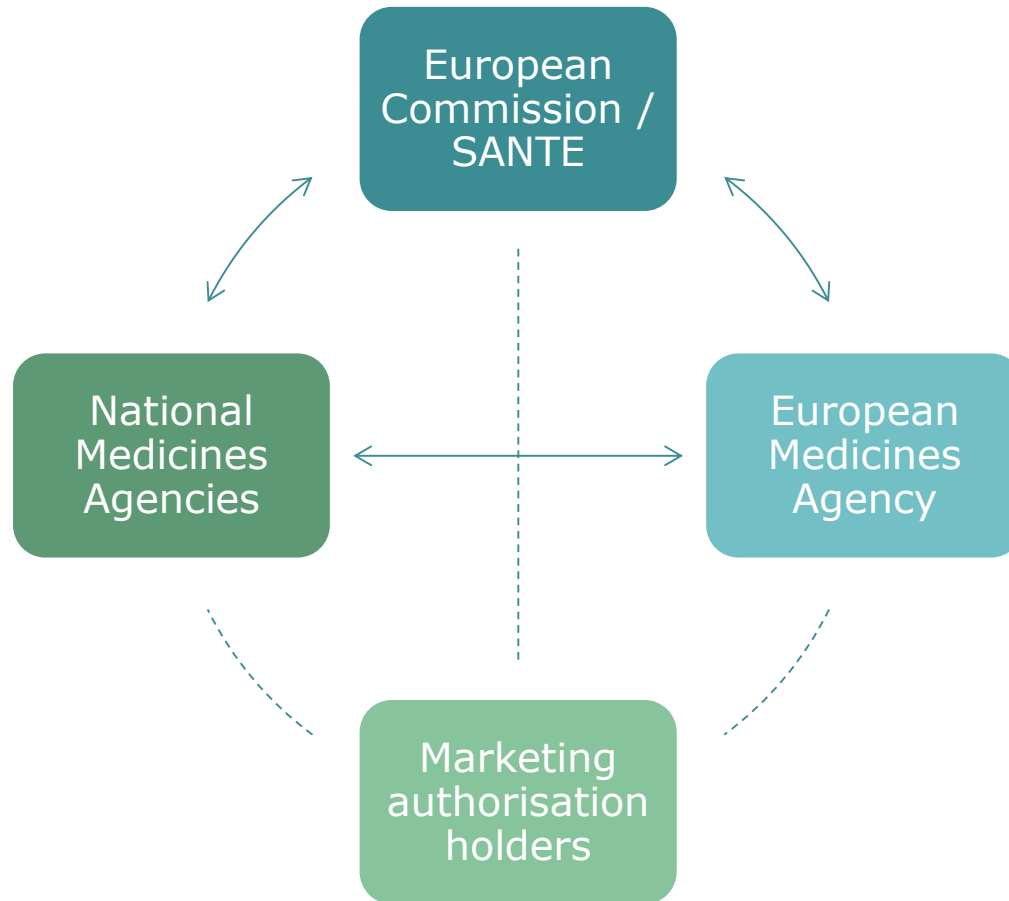 European
Commission /
SANTE
National
Medicines
Agencies
European
Medicines
Agency
Marketing
authorisation
holders